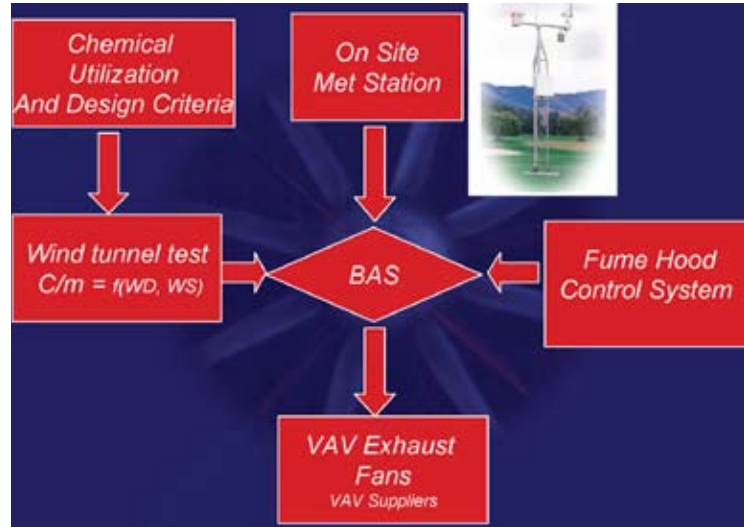 Chemical
Utilization
And Design Criteria
On Site
Met Station
Wind tunnel test
C/m = f(WD, WS)
BAS
Fume Hood
Control System
VAV Exhaust
Fans
VAV Suppliers